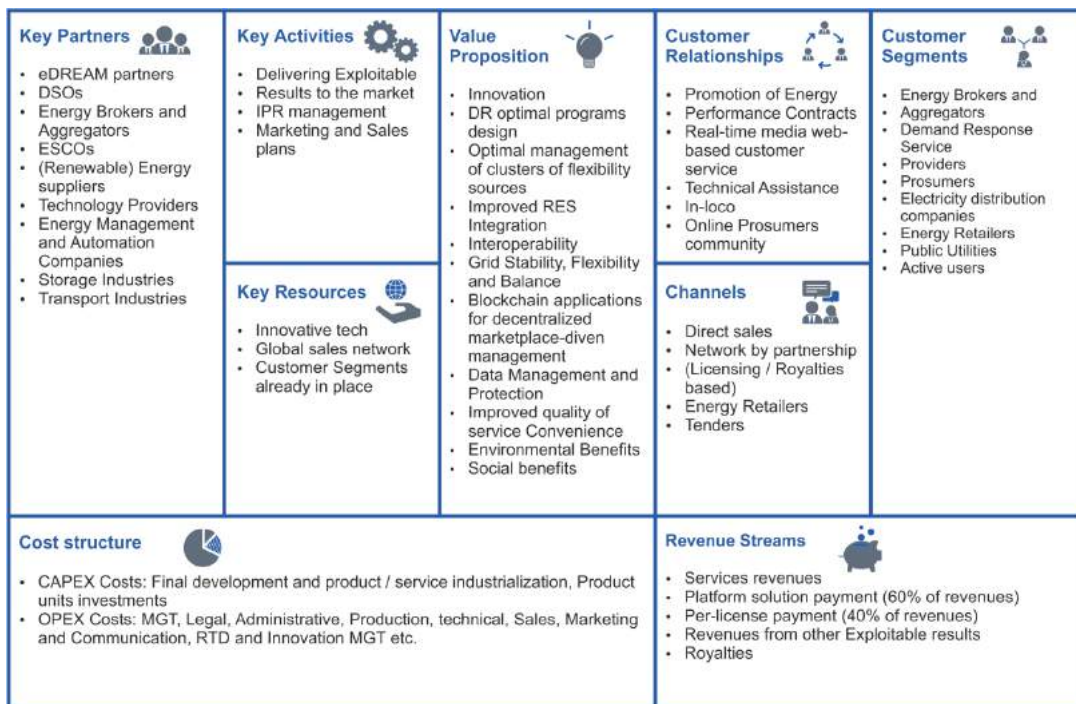 Key Partners
• eDREAM partners
• DSOs
• Energy Brokers and
Aggregators
• ESCOs
• (Renewable) Energy
suppliers
• Technology Providers
• Energy Management
and Automation
Companies
• Storage Industries
• Transport Industries
Key Activities
• Delivering Exploitable
• Results to the market
• IPR management
• Marketing and Sales
plans
Key Resources
• Innovative tech
• Global sales network
• Customer Segments
already in place
Value
Proposition
• Innovation
• DR optimal programs
design
• Optimal management
of clusters of flexibility
sources
• Improved RES
Integration
• Interoperability
• Grid Stability, Flexibility
and Balance
• Blockchain applications
for decentralized
marketplace-diven
management
• Data Management and
Protection
• Improved quality of
service Convenience
• Environmental Benefits
• Social benefits
Customer
Relationships
• Promotion of Energy
• Performance Contracts
• Real-time media web-
based customer
service
• Technical Assistance
• In-loco
• Online Prosumers
community
Channels
• Direct sales
• Network by partnership
• (Licensing / Royalties
based)
• Energy Retailers
• Tenders
Customer
Segments
• Energy Brokers and
• Aggregators
• Demand Response
Service
• Providers
• Prosumers
• Electricity distribution
companies
• Energy Retailers
• Public Utilities
• Active users
Cost structure
• CAPEX Costs: Final development and product / service industrialization, Product
units investments
• OPEX Costs: MGT, Legal, Administrative, Production, technical, Sales, Marketing
and Communication, RTD and Innovation MGT etc.
Revenue Streams
• Services revenues
• Platform solution payment (60% of revenues)
• Per-license payment (40% of revenues)
• Revenues from other Exploitable results
• Royalties